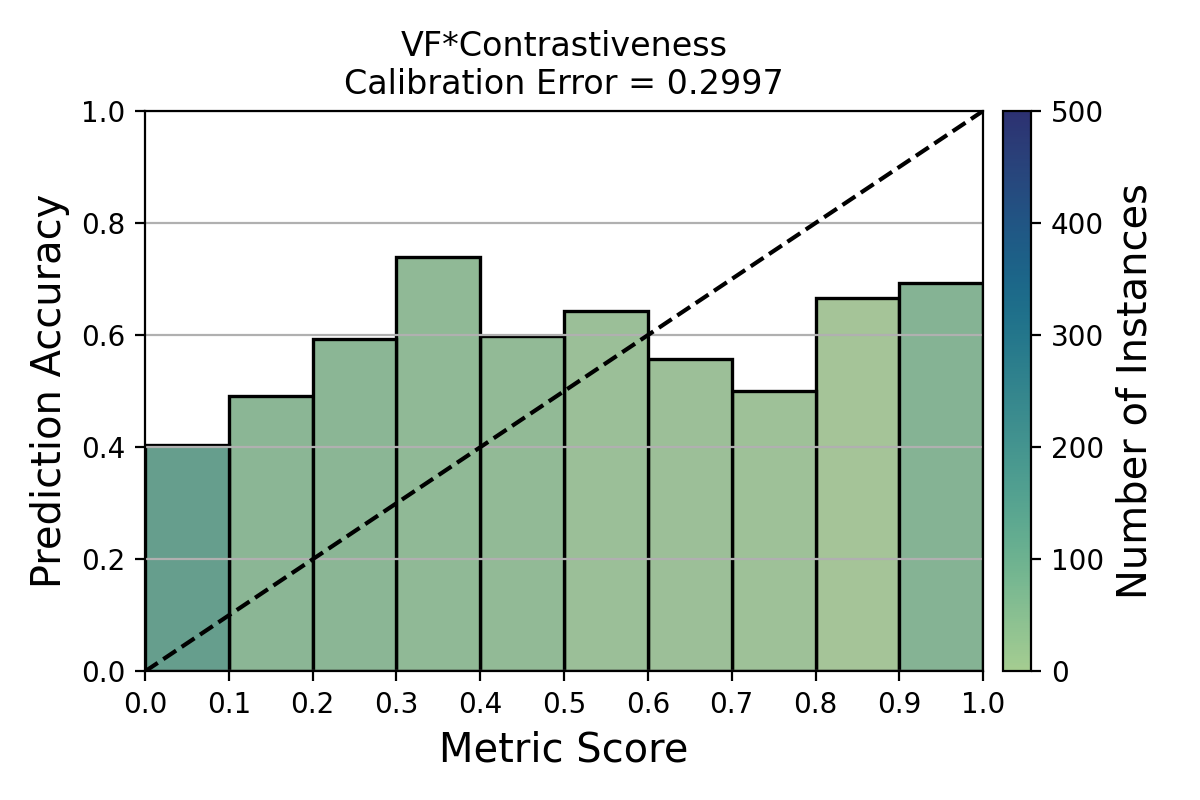 VF*Contrastiveness
Calibration Error = 0.2997
Prediction Accuracy
1.0
0.8
0.6
0.4
0.2
0.0
0.0 0.1 0.2 0.3 0.4 0.5 0.6 0.7 0.8 0.9 1.0
Metric Score
500
400
300
200
100
0
Number of Instances